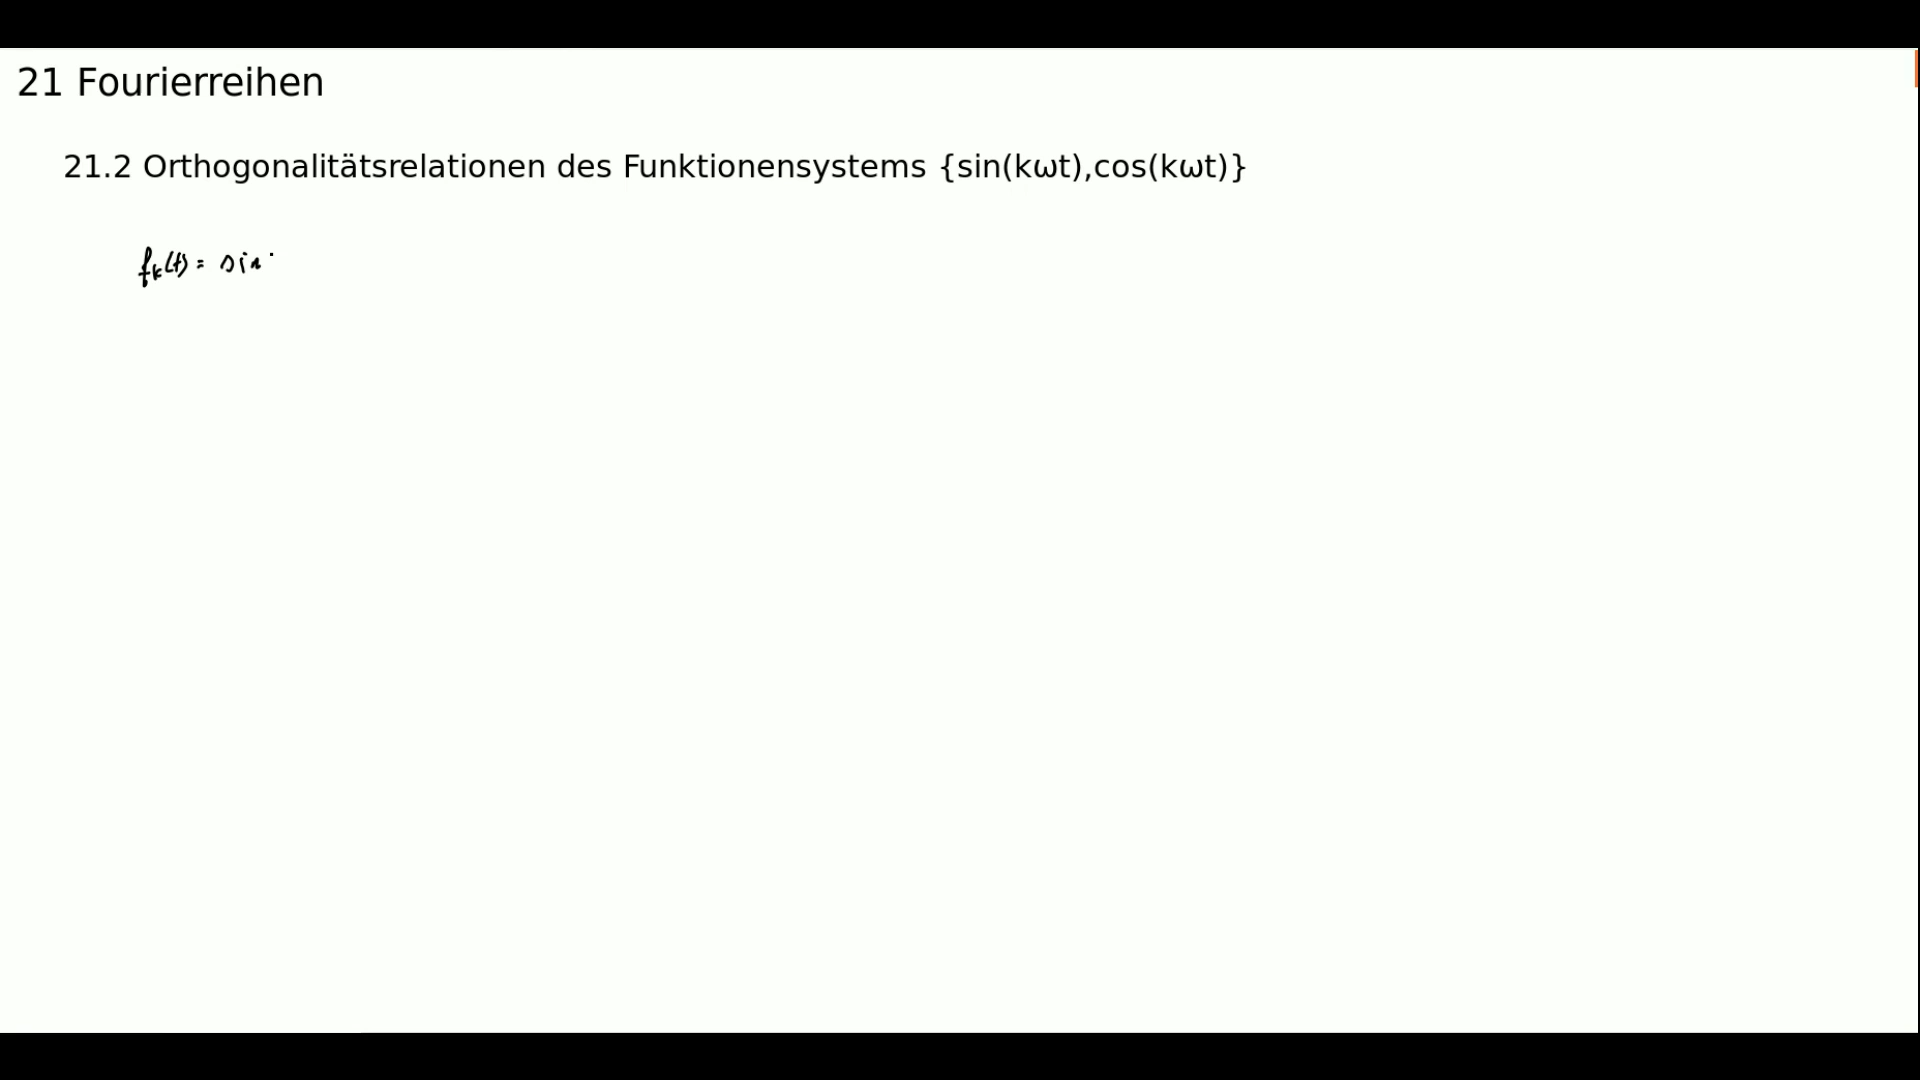 21 Fourierreihen
21.2 Orthogonalitätsrelationen des Funktionensystems {sin(kωt),cos(kωt)}
fₖ(t) = sin